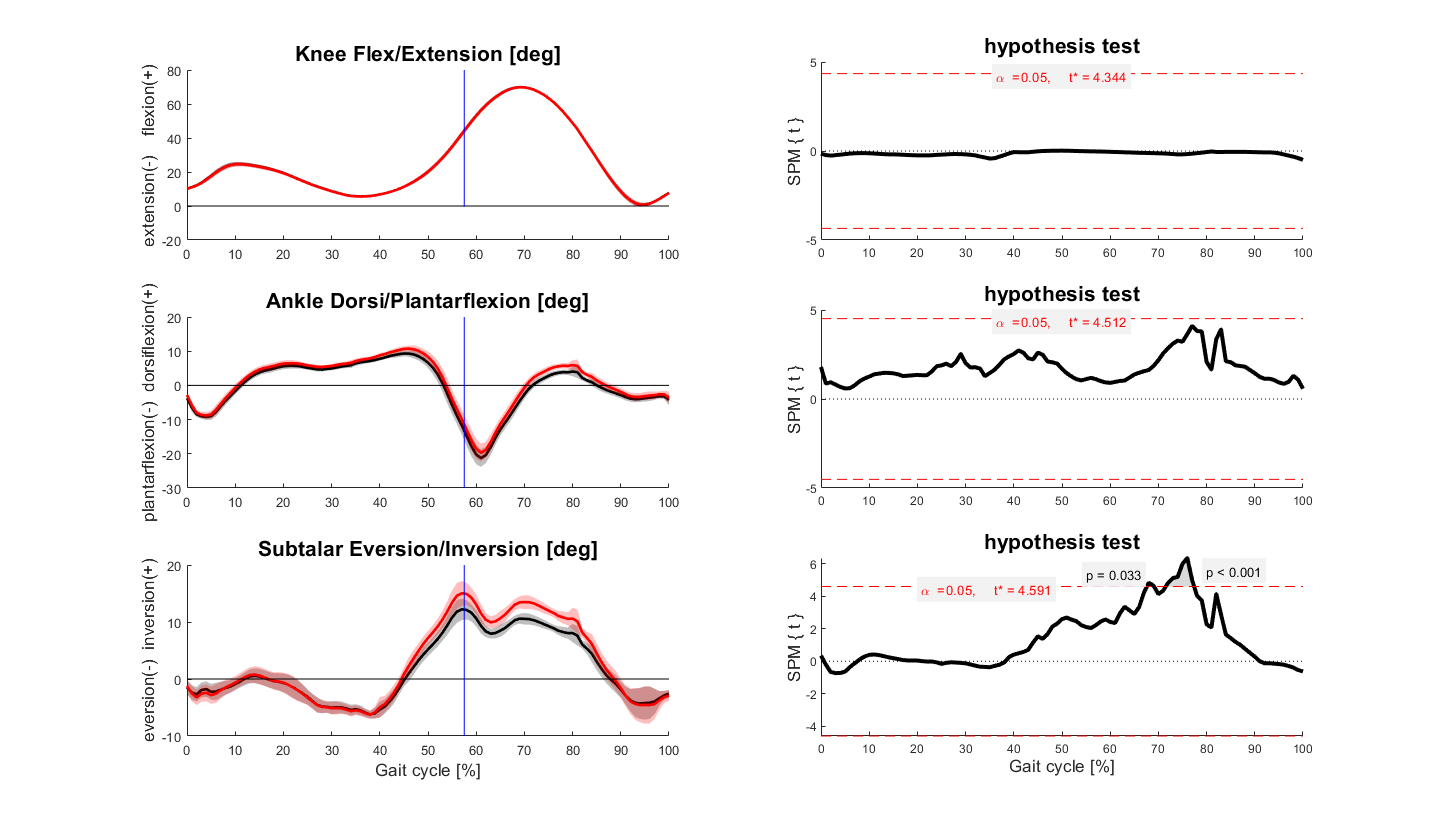 Knee Flex/Extension [deg]
extension(-) flexion(+)
80
60
40
20
0
-20
0 10 20 30 40 50 60 70 80 90 100
hypothesis test
SPM { t }
5
0
-5
α =0.05, t* = 4.344
0 10 20 30 40 50 60 70 80 90 100
Ankle Dorsi/Plantarflexion [deg]
plantarflexion(-) dorsiflexion(+)
20
10
0
-10
-20
-30
0 10 20 30 40 50 60 70 80 90 100
hypothesis test
SPM { t }
5
0
-5
α =0.05, t* = 4.512
0 10 20 30 40 50 60 70 80 90 100
Subtalar Eversion/Inversion [deg]
eversion(-) inversion(+)
20
10
0
-10
0 10 20 30 40 50 60 70 80 90 100
Gait cycle [%]
hypothesis test
SPM { t }
6
4
2
0
-2
-4
p = 0.033
p < 0.001
α =0.05, t* = 4.591
0 10 20 30 40 50 60 70 80 90 100
Gait cycle [%]